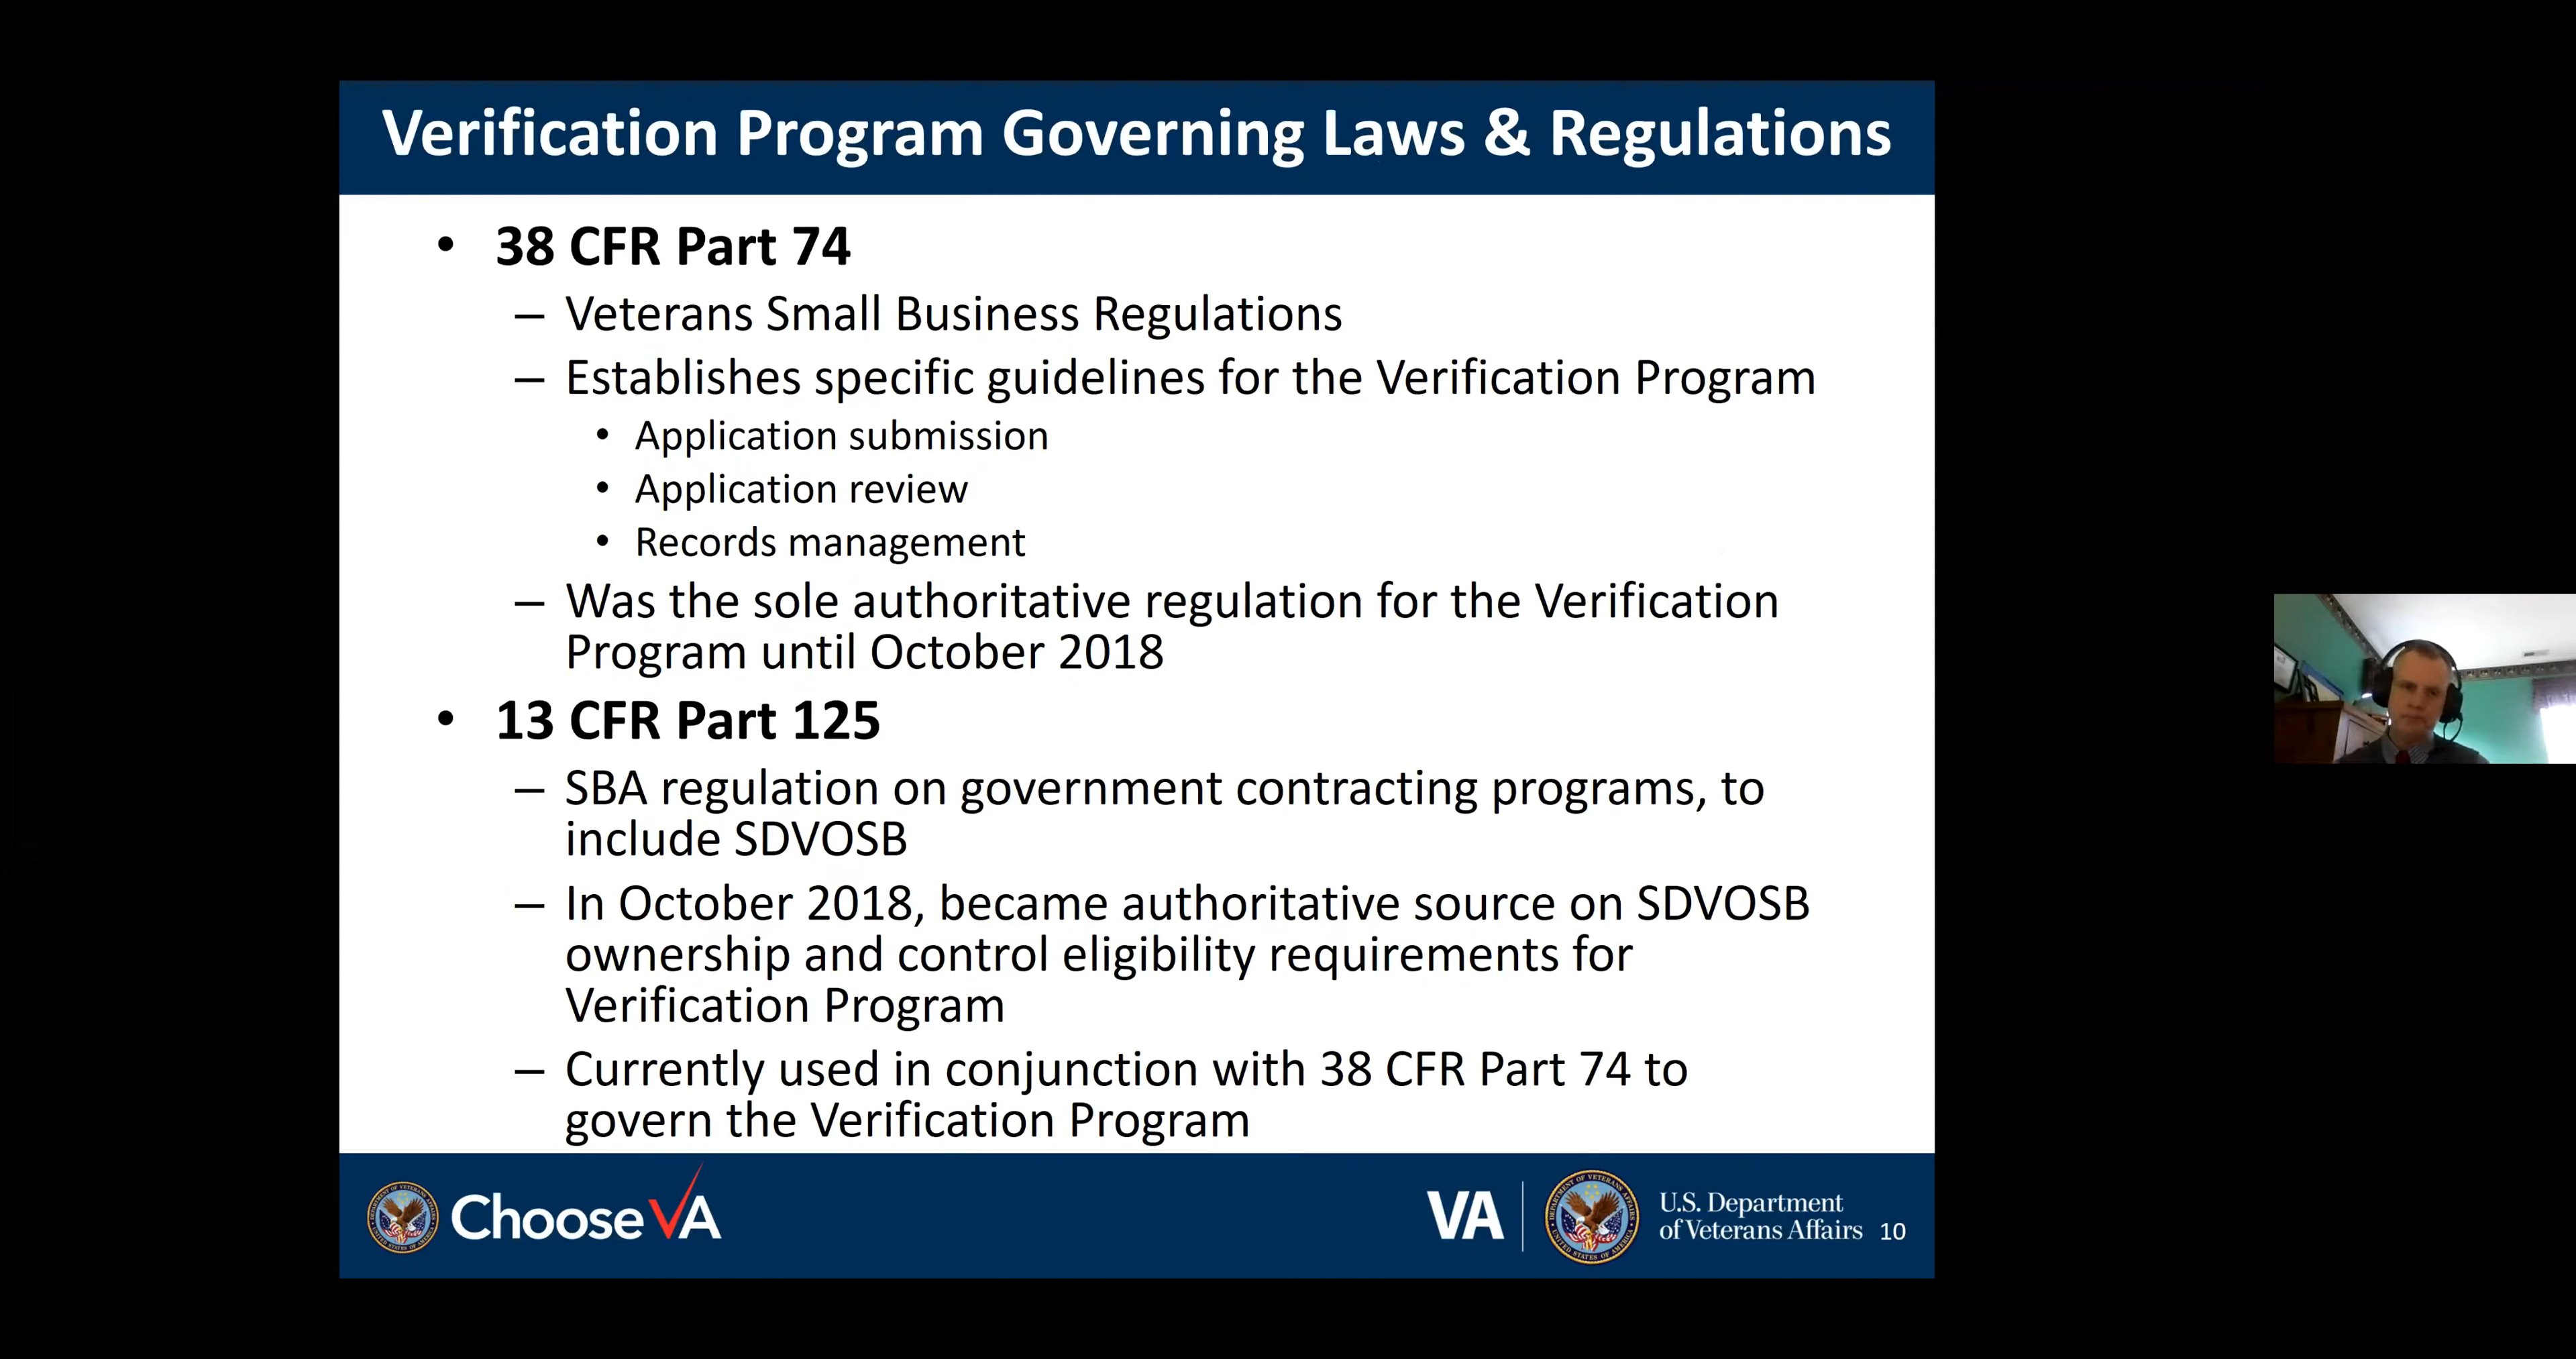 Verification Program Governing Laws & Regulations
• 38 CFR Part 74
– Veterans Small Business Regulations
– Establishes specific guidelines for the Verification Program
• Application submission
• Application review
• Records management
– Was the sole authoritative regulation for the Verification
Program until October 2018
• 13 CFR Part 125
– SBA regulation on government contracting programs, to
include SDVOSB
– In October 2018, became authoritative source on SDVOSB
ownership and control eligibility requirements for
Verification Program
– Currently used in conjunction with 38 CFR Part 74 to
govern the Verification Program
Choose VA
VA
U.S. Department
of Veterans Affairs
10